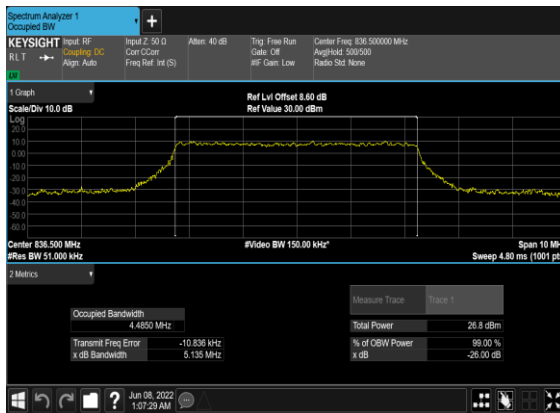 Spectrum Analyzer 1
Occupied BW
KEYSIGHT
R L T
Input: RF
Coupling: DC
Align: Auto
Input Z: 50 Ω
Corr CCorr
Freq Ref: Int (S)
Atten: 40 dB
Trig: Free Run
Gate: Off
#IF Gain: Low
Center Freq: 836.500000 MHz
Avg|Hold: 500/500
Radio Std: None
1 Graph
Scale/Div 10.0 dB
Ref Lvl Offset 8.60 dB
Ref Value 30.00 dBm
Log
20.0
10.0
0.00
-10.0
-20.0
-30.0
-40.0
-50.0
-60.0
Center 836.500 MHz
#Res BW 51.000 kHz
#Video BW 150.00 kHz*
Span 10 MH
Sweep 4.80 ms (1001 pt
2 Metrics
Measure Trace
Trace 1
Occupied Bandwidth
4.4850 MHz
Total Power
26.8 dBm
Transmit Freq Error
-10.836 kHz
% of OBW Power
99.00 %
x dB Bandwidth
5.135 MHz
x dB
-26.00 dB
Jun 08, 2022
1:07:29 AM